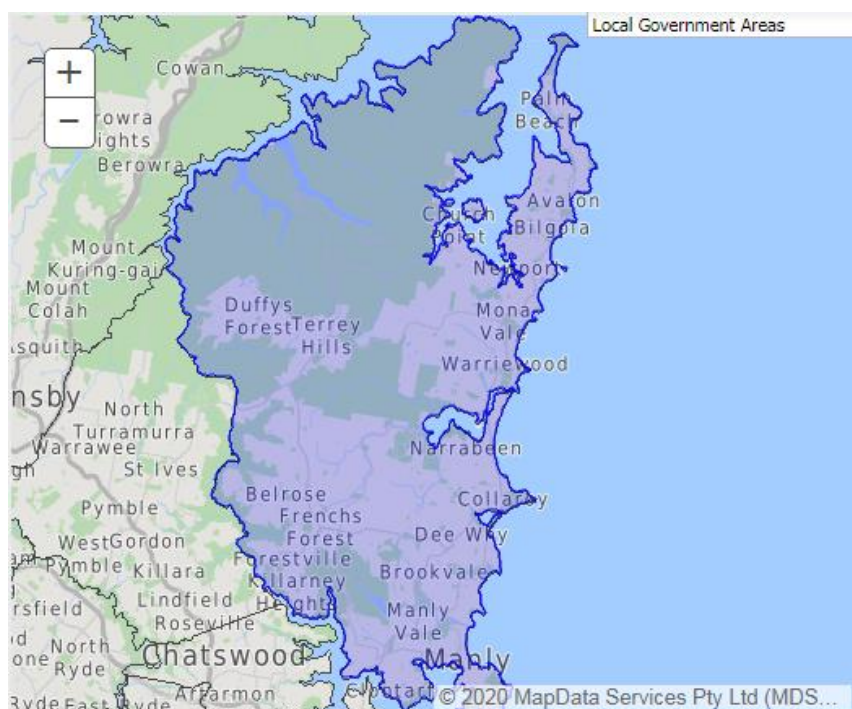 Local Government Areas
+
−
Cowan
Palm
Beach
Berowra
Avalon
Church
Point
Bilgola
Mount
Kuring-gai
Newport
Mount
Colah
Duffys
Forest
Terrey
Hills
Mona
Vale
Asquith
Warriewood
North
Turramurra
Warrawee
St Ives
Narrabeen
Belrose
Collaroy
Pymble
Frenchs
Forest
Dee Why
West
Pymble
Gordon
Killara
Forestville
Killarney
Heights
Brookvale
Lindfield
Roseville
Manly
Vale
North
Ryde
Chatswood
Manly
Artarmon
East Ryde
© 2020 MapData Services Pty Ltd (MDS...